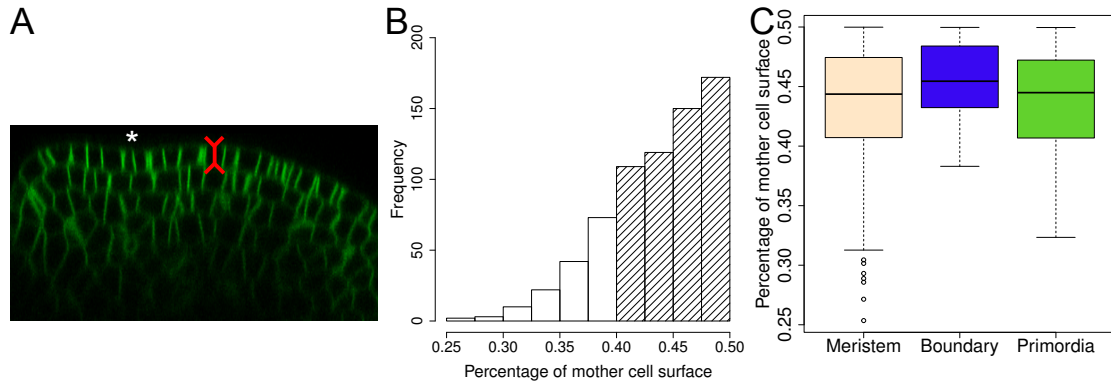 A
*
B
Frequency
200
150
100
50
0
0.25 0.30 0.35 0.40 0.45 0.50
Percentage of mother cell surface
C
Percentage of mother cell surface
0.50
0.45
0.40
0.35
0.30
0.25
Meristem Boundary Primordia